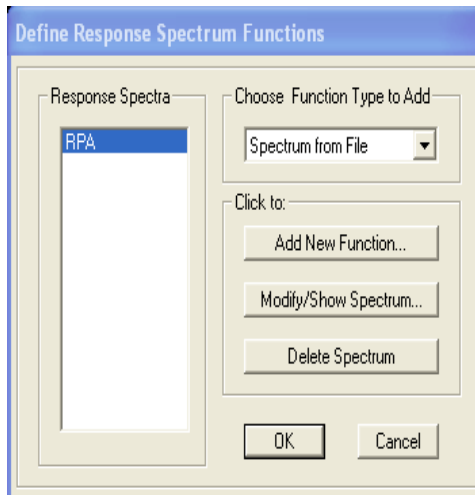 Define Response Spectrum Functions
Response Spectra
RPA
Choose Function Type to Add
Spectrum from File
Click to:
Add New Function...
Modify/Show Spectrum...
Delete Spectrum
OK
Cancel